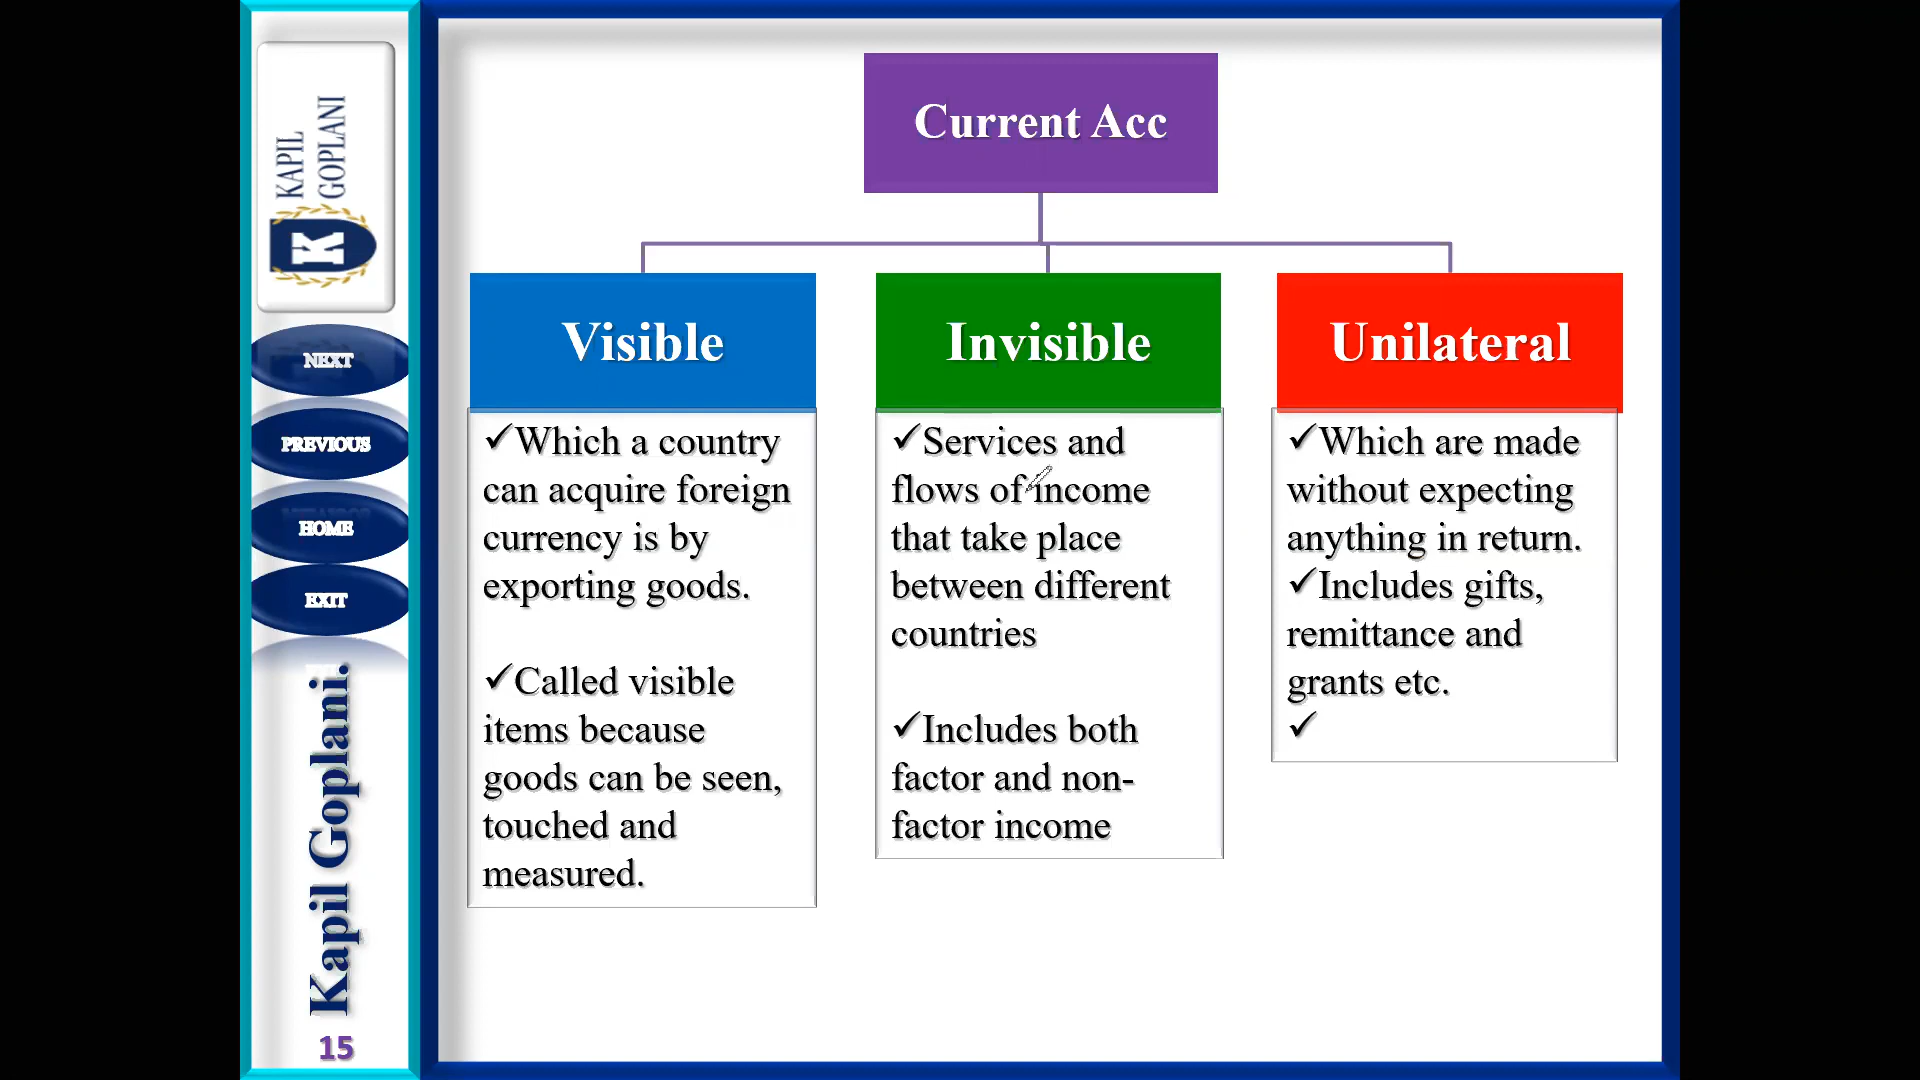 KAPIL
GOPLANI
K
NEXT
PREVIOUS
HOME
EXIT
Kapil Goplani.
15
Current Acc
Visible
✓Which a country
can acquire foreign
currency is by
exporting goods.
✓Called visible
items because
goods can be seen,
touched and
measured.
Invisible
✓Services and
flows of income
that take place
between different
countries
✓Includes both
factor and non-
factor income
Unilateral
✓Which are made
without expecting
anything in return.
✓Includes gifts,
remittance and
grants etc.
✓